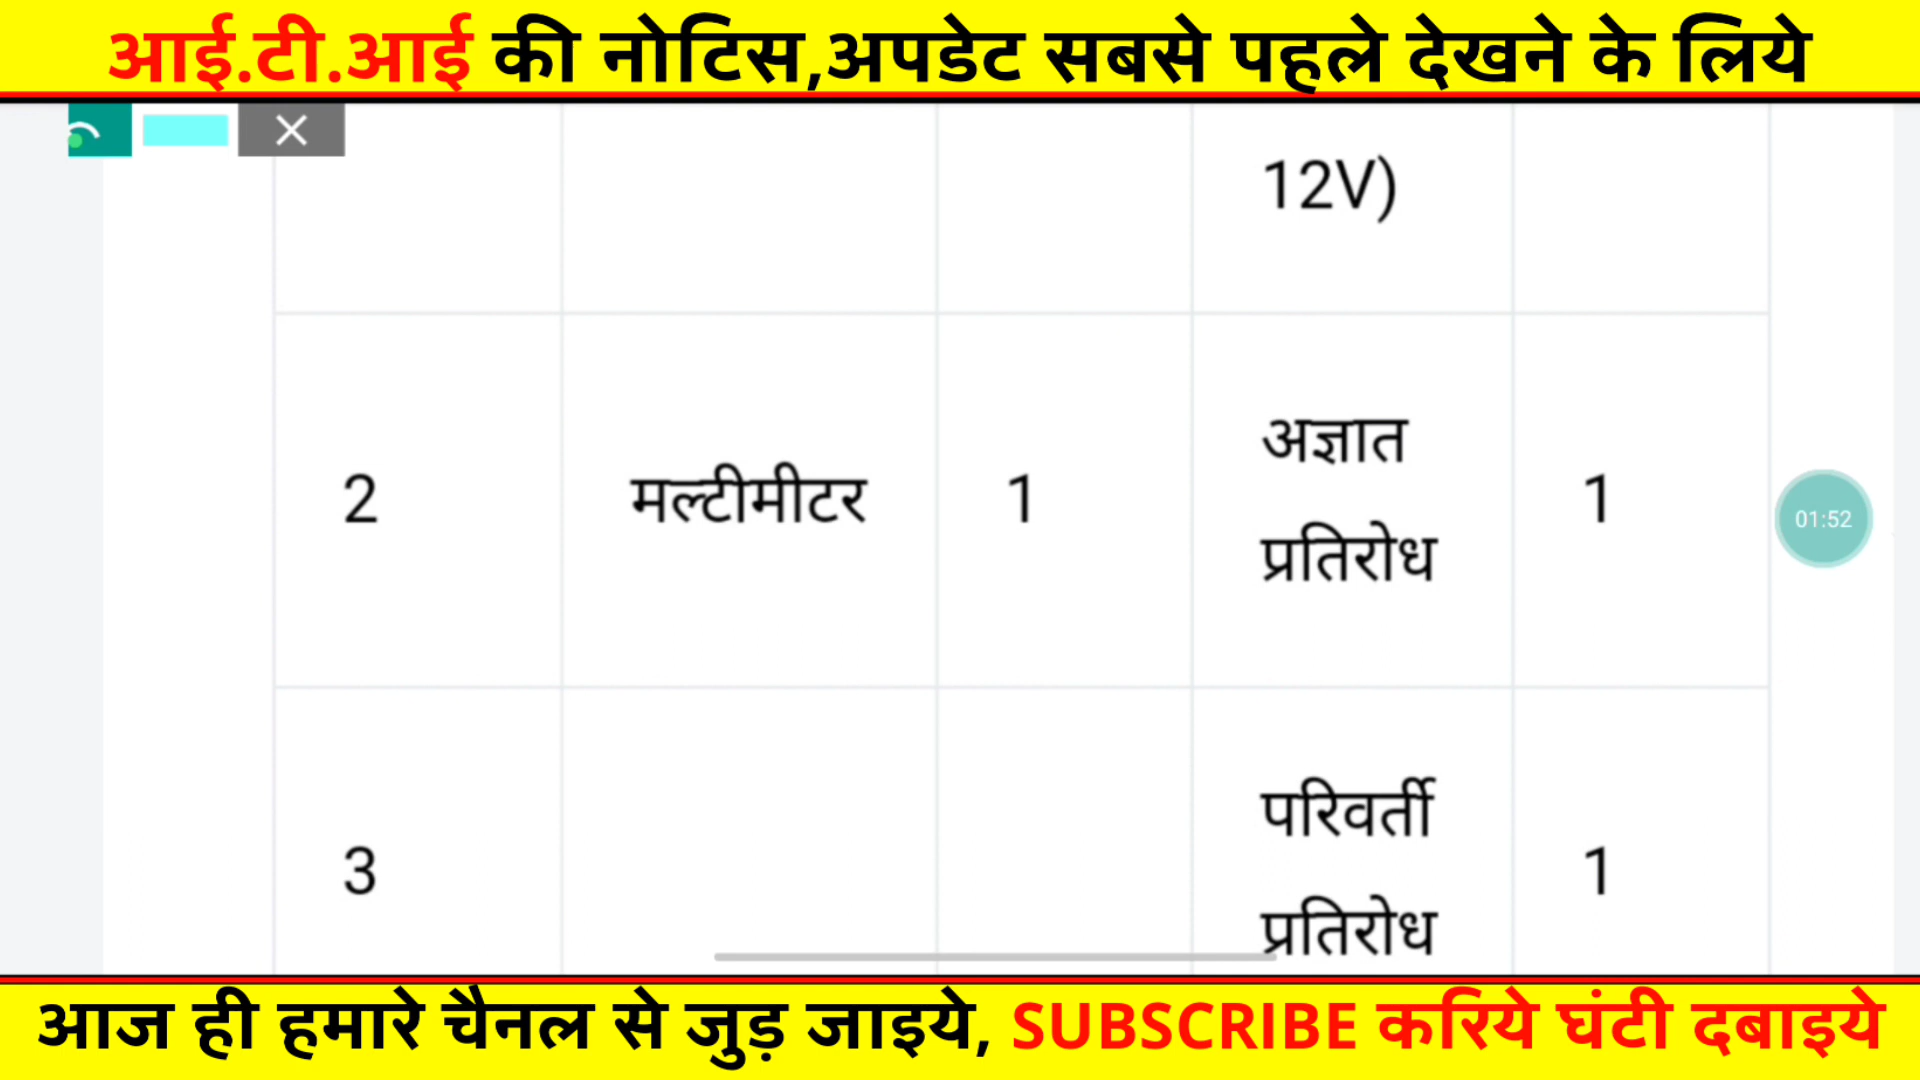 आई.टी.आई की नोटिस,अपडेट सबसे पहले देखने के लिये
12V)
2 मल्टीमीटर 1 अज्ञात प्रतिरोध 1
01:52
3 परिवर्ती प्रतिरोध 1
आज ही हमारे चैनल से जुड़ जाइये, SUBSCRIBE करिये घंटी दबाइये